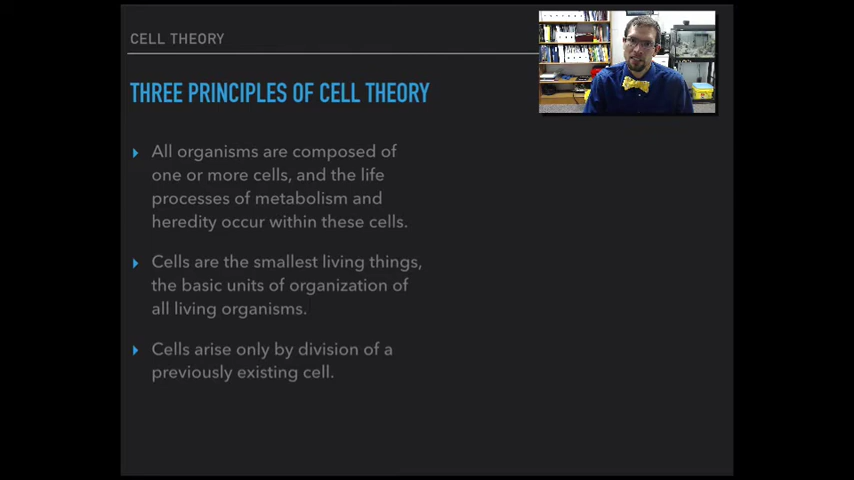 CELL THEORY
THREE PRINCIPLES OF CELL THEORY
All organisms are composed of
one or more cells, and the life
processes of metabolism and
heredity occur within these cells.
Cells are the smallest living things,
the basic units of organization of
all living organisms.
Cells arise only by division of a
previously existing cell.